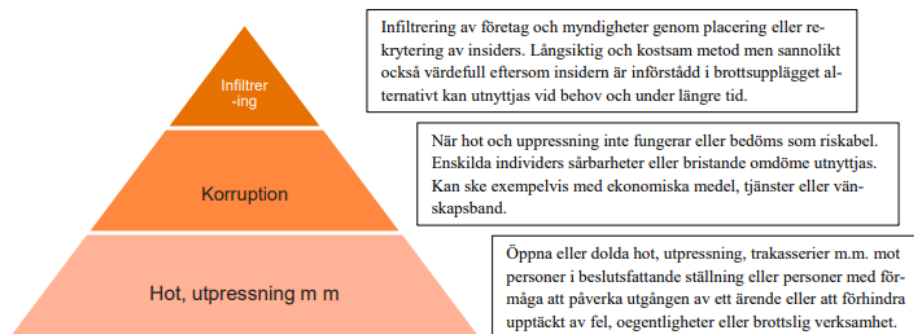 Infiltrering av företag och myndigheter genom placering eller re-
krytering av insiders. Långsiktig och kostsam metod men sannolikt
också värdefull eftersom insidern är införstådd i brottsupplägget al-
ternativt kan utnyttjas vid behov och under längre tid.
Infiltrer
-ing
När hot och uppressning inte fungerar eller bedöms som riskabel.
Enskilda individers sårbarheter eller bristande omdöme utnyttjas.
Kan ske exempelvis med ekonomiska medel, tjänster eller vän-
skapsband.
Korruption
Öppna eller dolda hot, utpressning, trakasserier m.m. mot
personer i beslutsfattande ställning eller personer med för-
måga att påverka utgången av ett ärende eller att förhindra
upptäckt av fel, oegentligheter eller brottslig verksamhet.
Hot, utpressning m m